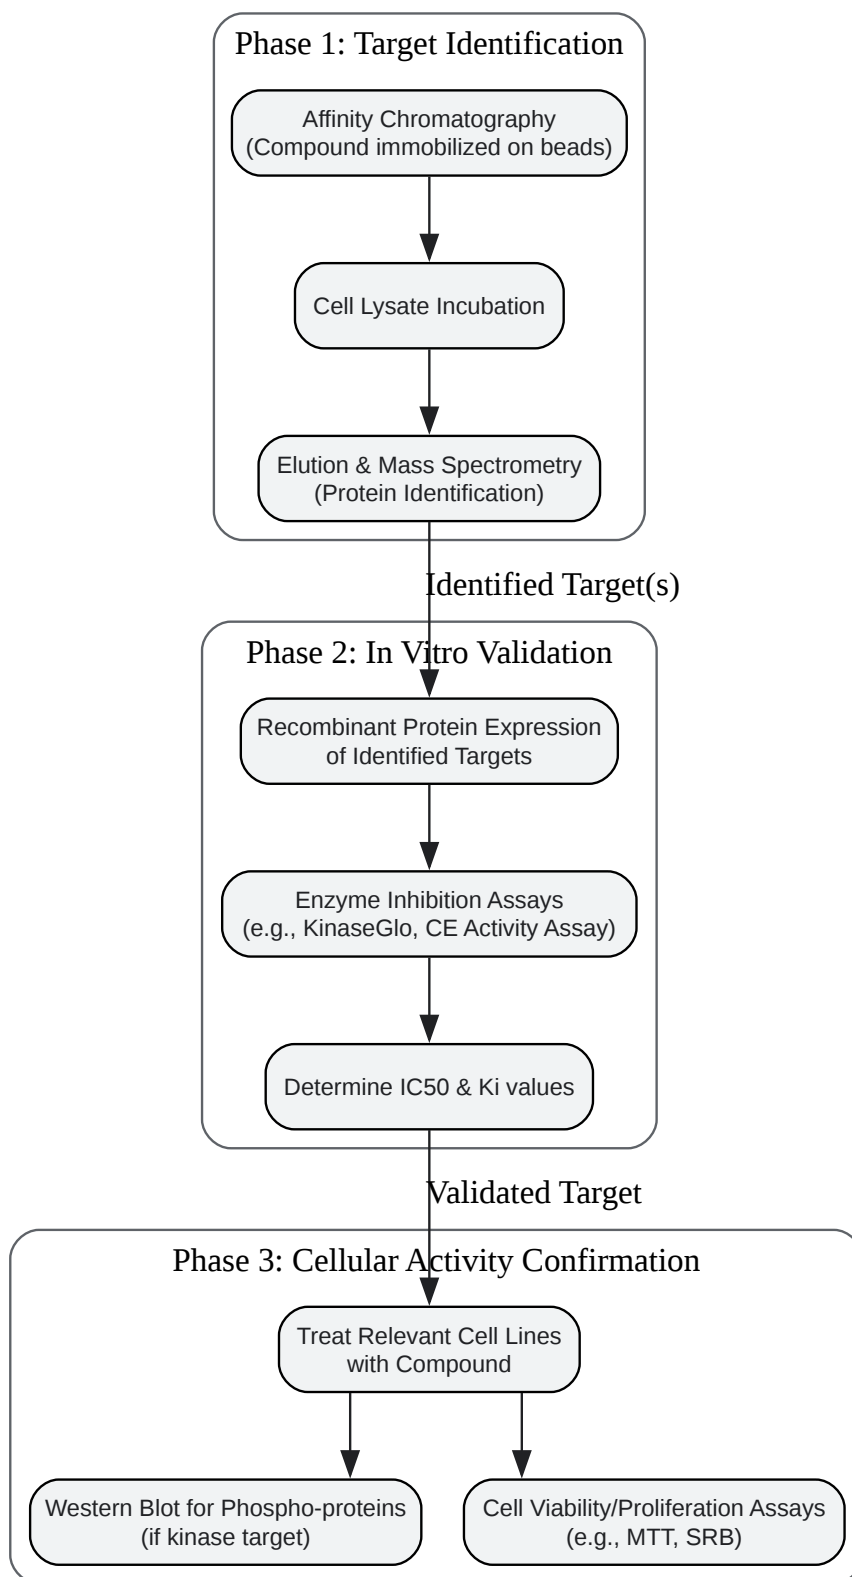 Phase 1: Target Identification
Affinity Chromatography
(Compound immobilized on beads)
Cell Lysate Incubation
Elution & Mass Spectrometry
(Protein Identification)
Identified Target(s)
Phase 2: In Vitro Validation
Recombinant Protein Expression
of Identified Targets
Enzyme Inhibition Assays
(e.g., KinaseGlo, CE Activity Assay)
Determine IC50 & Ki values
Validated Target
Phase 3: Cellular Activity Confirmation
Treat Relevant Cell Lines
with Compound
Western Blot for Phospho-proteins
(if kinase target)
Cell Viability/Proliferation Assays
(e.g., MTT, SRB)